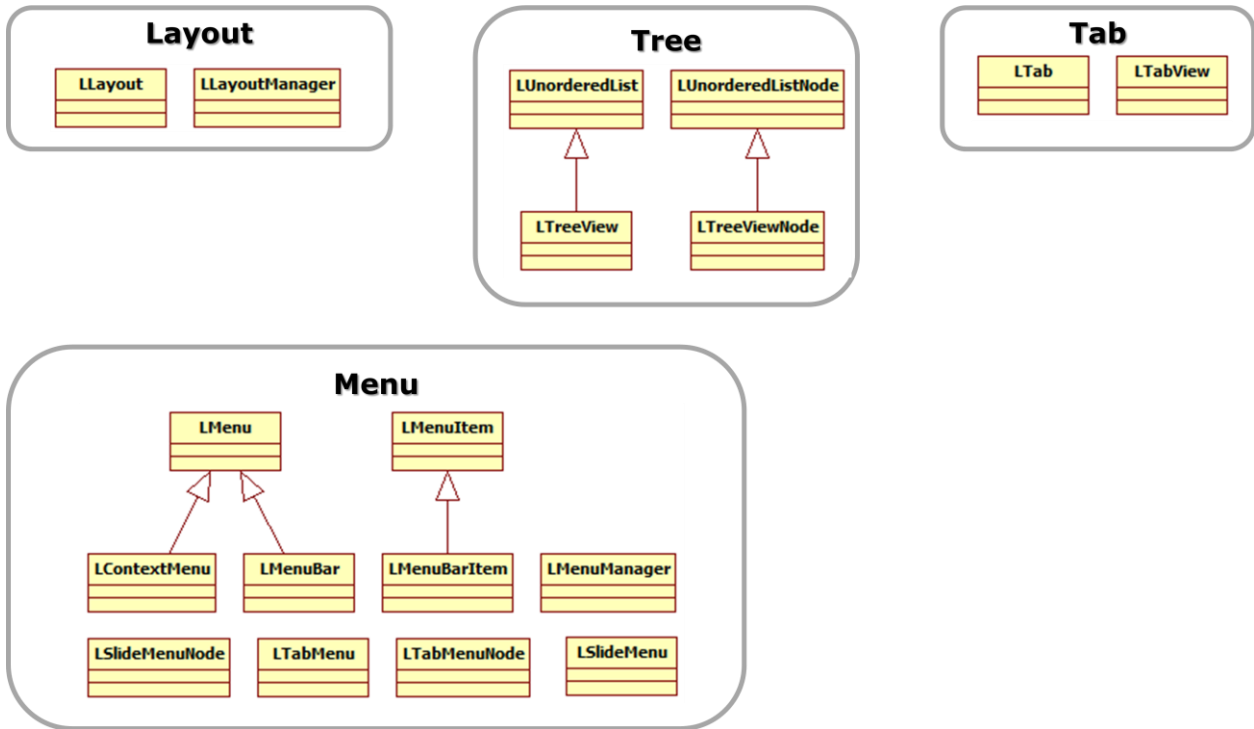 Layout
LLayout
LLayoutManager
Tree
LUnorderedList
LUnorderedListNode
LTreeView
LTreeViewNode
Tab
LTab
LTabView
Menu
LMenu
LMenuItem
LContextMenu
LMenuBar
LMenuBarItem
LMenuManager
LSlideMenuNode
LTabMenu
LTabMenuNode
LSlideMenu